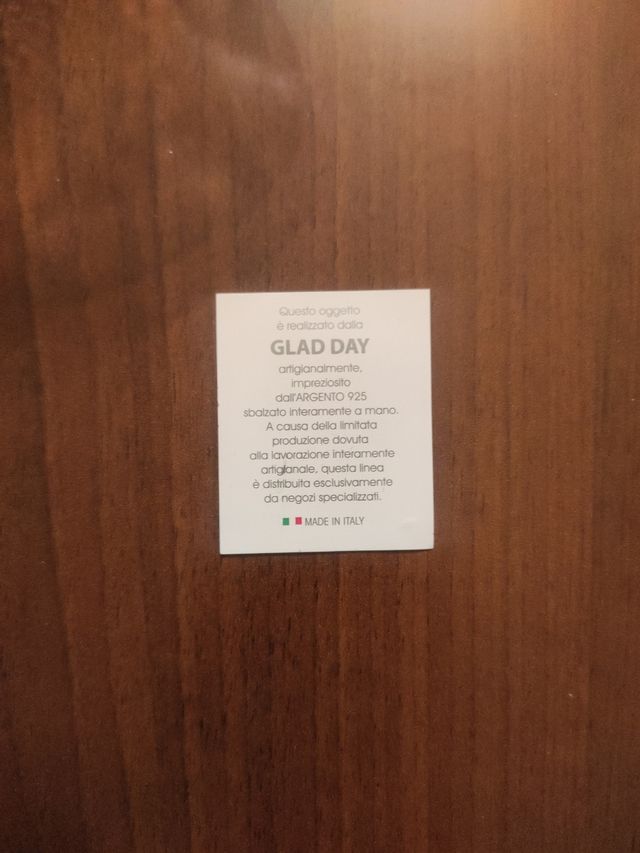 Questo oggetto
è realizzato dalla
GLAD DAY
artigianalmente,
impreziosito
dall'ARGENTO 925
sbalzato interamente a mano.
A causa della limitata
produzione dovuta
alla lavorazione interamente
artigianale, questa linea
è distribuita esclusivamente
da negozi specializzati.
MADE IN ITALY